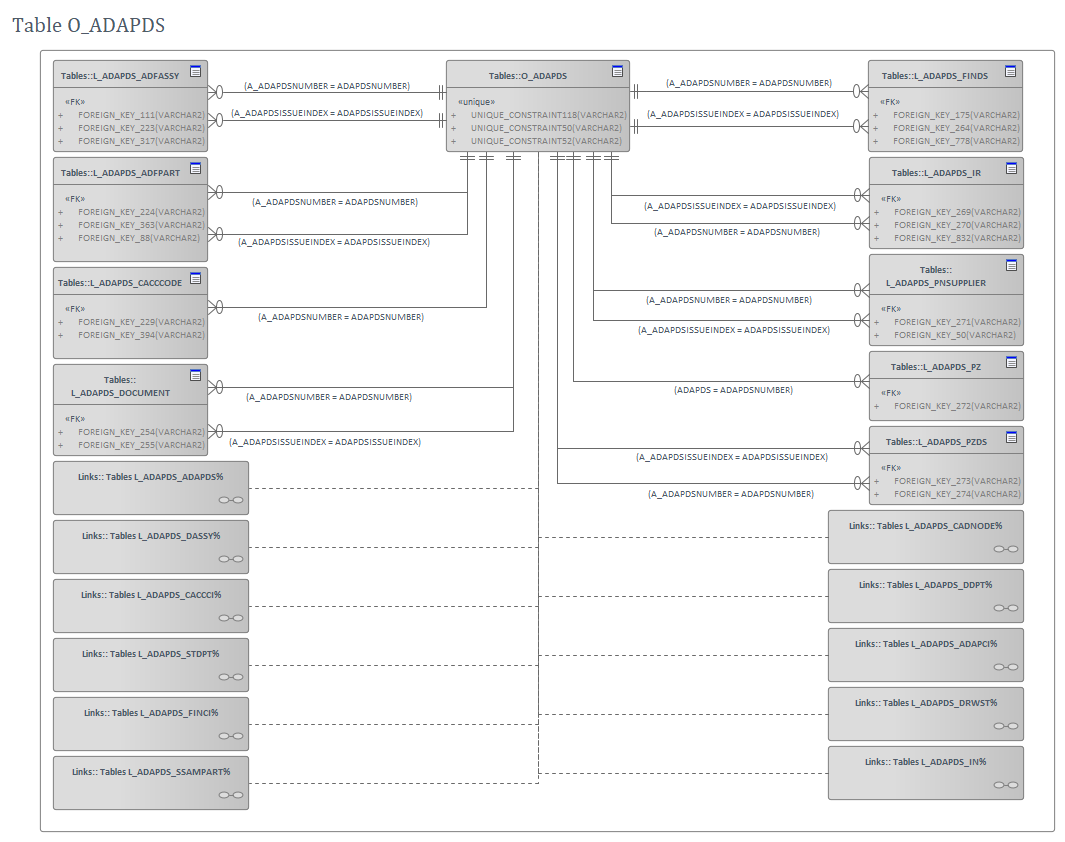 Table O_ADAPDS
Tables::L_ADAPDS_ADFASSY
«FK»
+ FOREIGN_KEY_111(VARCHAR2)
+ FOREIGN_KEY_223(VARCHAR2)
+ FOREIGN_KEY_317(VARCHAR2)
(A_ADAPDSNUMBER = ADAPDSNUMBER)
(A_ADAPDSISSUEINDEX = ADAPDSISSUEINDEX)
Tables::O_ADAPDS
«unique»
+ UNIQUE_CONSTRAINT118(VARCHAR2)
+ UNIQUE_CONSTRAINT50(VARCHAR2)
+ UNIQUE_CONSTRAINT52(VARCHAR2)
(A_ADAPDSNUMBER = ADAPDSNUMBER)
(A_ADAPDSISSUEINDEX = ADAPDSISSUEINDEX)
Tables::L_ADAPDS_FINDS
«FK»
+ FOREIGN_KEY_175(VARCHAR2)
+ FOREIGN_KEY_264(VARCHAR2)
+ FOREIGN_KEY_778(VARCHAR2)
Tables::L_ADAPDS_ADFPART
«FK»
+ FOREIGN_KEY_224(VARCHAR2)
+ FOREIGN_KEY_363(VARCHAR2)
+ FOREIGN_KEY_88(VARCHAR2)
(A_ADAPDSNUMBER = ADAPDSNUMBER)
(A_ADAPDSISSUEINDEX = ADAPDSISSUEINDEX)
(A_ADAPDSISSUEINDEX = ADAPDSISSUEINDEX)
(A_ADAPDSNUMBER = ADAPDSNUMBER)
Tables::L_ADAPDS_IR
«FK»
+ FOREIGN_KEY_269(VARCHAR2)
+ FOREIGN_KEY_270(VARCHAR2)
+ FOREIGN_KEY_832(VARCHAR2)
Tables::L_ADAPDS_CACCCODE
«FK»
+ FOREIGN_KEY_229(VARCHAR2)
+ FOREIGN_KEY_394(VARCHAR2)
(A_ADAPDSNUMBER = ADAPDSNUMBER)
(A_ADAPDSNUMBER = ADAPDSNUMBER)
(A_ADAPDSISSUEINDEX = ADAPDSISSUEINDEX)
Tables::
L_ADAPDS_PNSUPPLIER
«FK»
+ FOREIGN_KEY_271(VARCHAR2)
+ FOREIGN_KEY_50(VARCHAR2)
Tables::
L_ADAPDS_DOCUMENT
«FK»
+ FOREIGN_KEY_254(VARCHAR2)
+ FOREIGN_KEY_255(VARCHAR2)
(A_ADAPDSNUMBER = ADAPDSNUMBER)
(A_ADAPDSISSUEINDEX = ADAPDSISSUEINDEX)
(ADAPDS = ADAPDSNUMBER)
Tables::L_ADAPDS_PZ
«FK»
+ FOREIGN_KEY_272(VARCHAR2)
(A_ADAPDSISSUEINDEX = ADAPDSISSUEINDEX)
(A_ADAPDSNUMBER = ADAPDSNUMBER)
Tables::L_ADAPDS_PZDS
«FK»
+ FOREIGN_KEY_273(VARCHAR2)
+ FOREIGN_KEY_274(VARCHAR2)
Links:: Tables L_ADAPDS_ADAPDS%
Links:: Tables L_ADAPDS_DASSY%
Links:: Tables L_ADAPDS_CACCCI%
Links:: Tables L_ADAPDS_STDPT%
Links:: Tables L_ADAPDS_FINCI%
Links:: Tables L_ADAPDS_SSAMPART%
Links:: Tables L_ADAPDS_CADNODE%
Links:: Tables L_ADAPDS_DDPT%
Links:: Tables L_ADAPDS_ADAPCI%
Links:: Tables L_ADAPDS_DRWST%
Links:: Tables L_ADAPDS_IN%